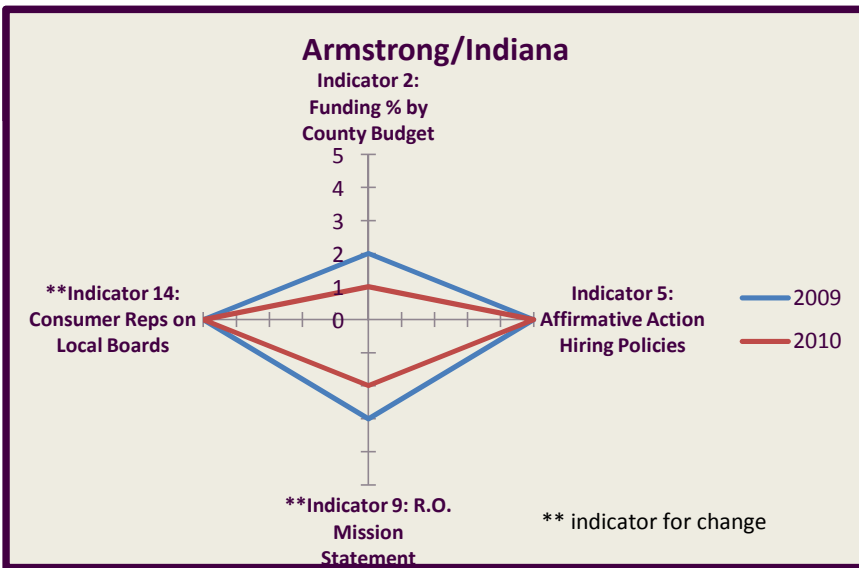 Armstrong/Indiana
Indicator 2:
Funding % by
County Budget
5
4
3
2
1
0
**Indicator 14:
Consumer Reps on
Local Boards
Indicator 5:
Affirmative Action
Hiring Policies
2009
2010
**Indicator 9: R.O.
Mission
Statement
** indicator for change